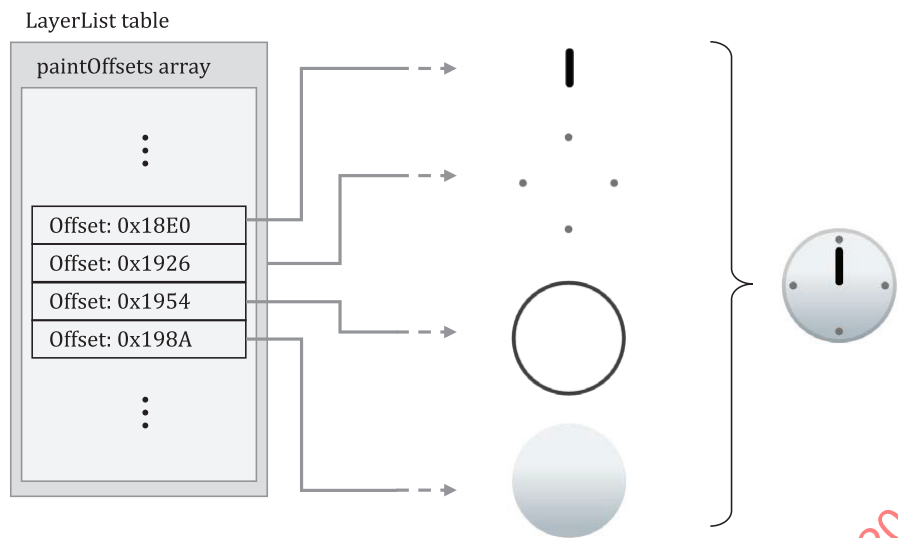 LayerList table
paintOffsets array
Offset: 0x18E0
Offset: 0x1926
Offset: 0x1954
Offset: 0x198A